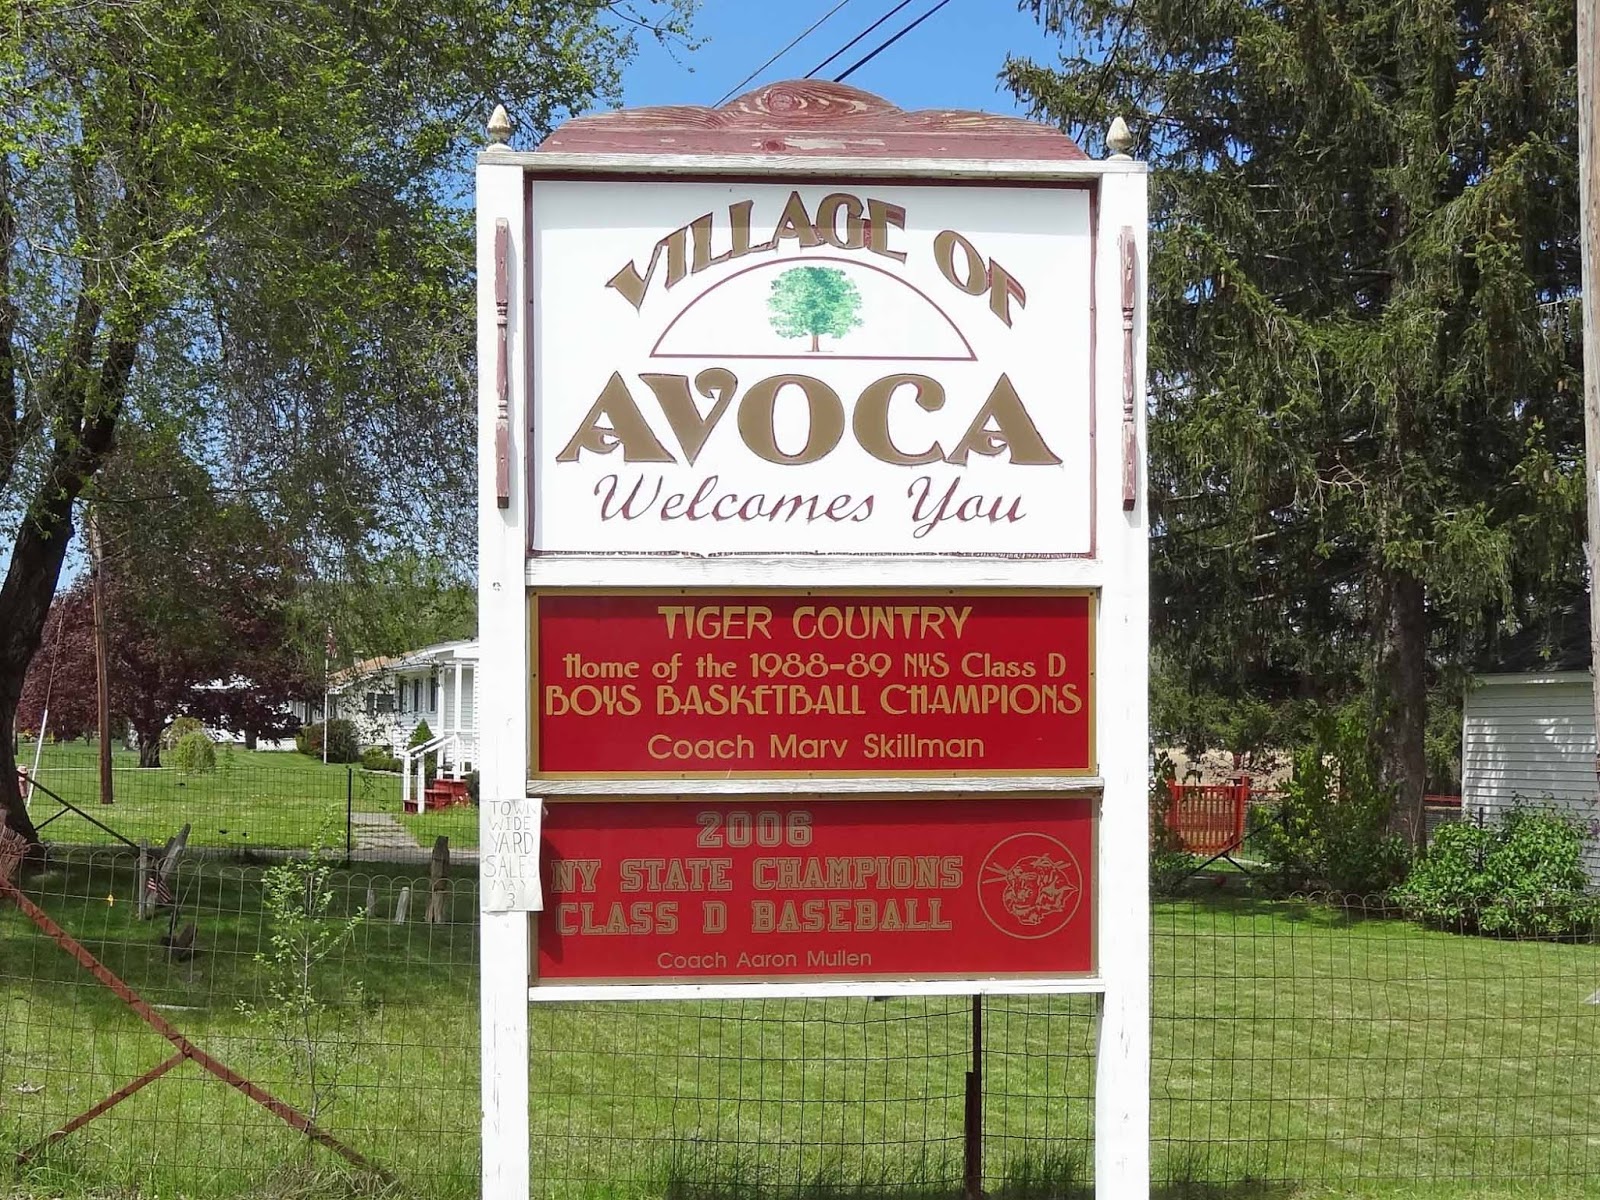 VILLAGE OF
AVOCA
Welcomes You
TIGER COUNTRY
Home of the 1988-89 NYS Class D
BOYS BASKETBALL CHAMPIONS
Coach Marv Skillman
2006
NY STATE CHAMPIONS
CLASS D BASEBALL
Coach Aaron Mullen
TOWN
WIDE
YARD
SALES
MAY
3